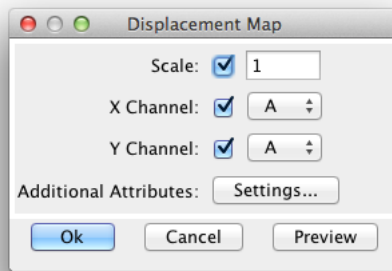 Displacement Map
Scale: 1
X Channel: A
Y Channel: A
Additional Attributes: Settings...
Ok Cancel Preview